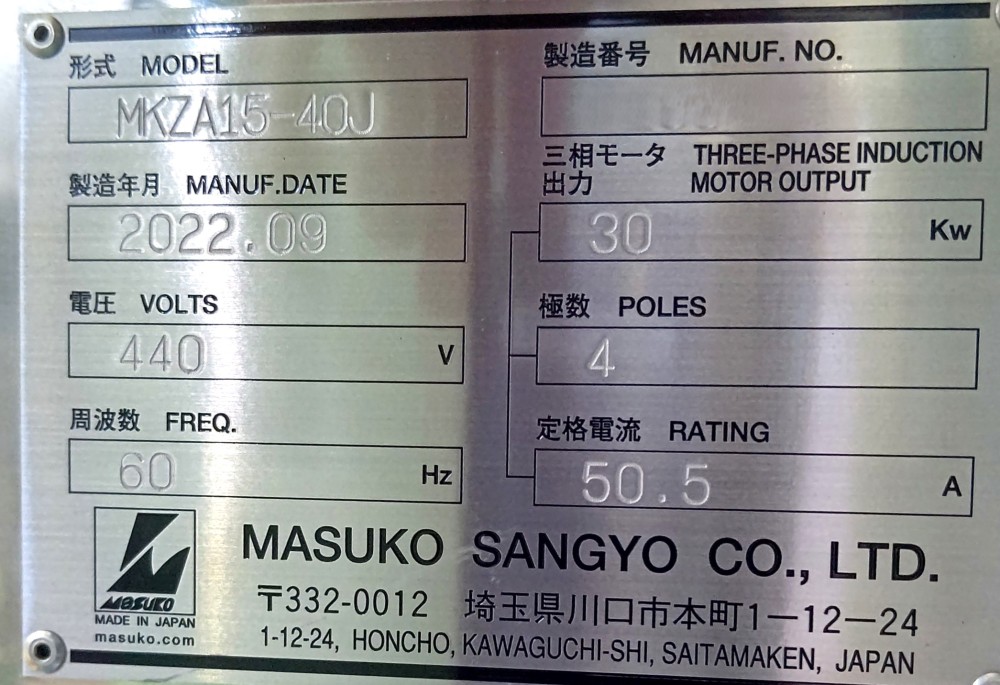 形式 MODEL
MKZA15-40J
製造番号 MANUF. NO.
製造年月 MANUF.DATE
2022.09
三相モータ THREE-PHASE INDUCTION
出力 MOTOR OUTPUT
30 Kw
電圧 VOLTS
440 V
極数 POLES
4
周波数 FREQ.
60 Hz
定格電流 RATING
50.5 A
MASUKO
MADE IN JAPAN
masuko.com
MASUKO SANGYO CO., LTD.
〒332-0012 埼玉県川口市本町1―12―24
1-12-24, HONCHO, KAWAGUCHI-SHI, SAITAMAKEN, JAPAN